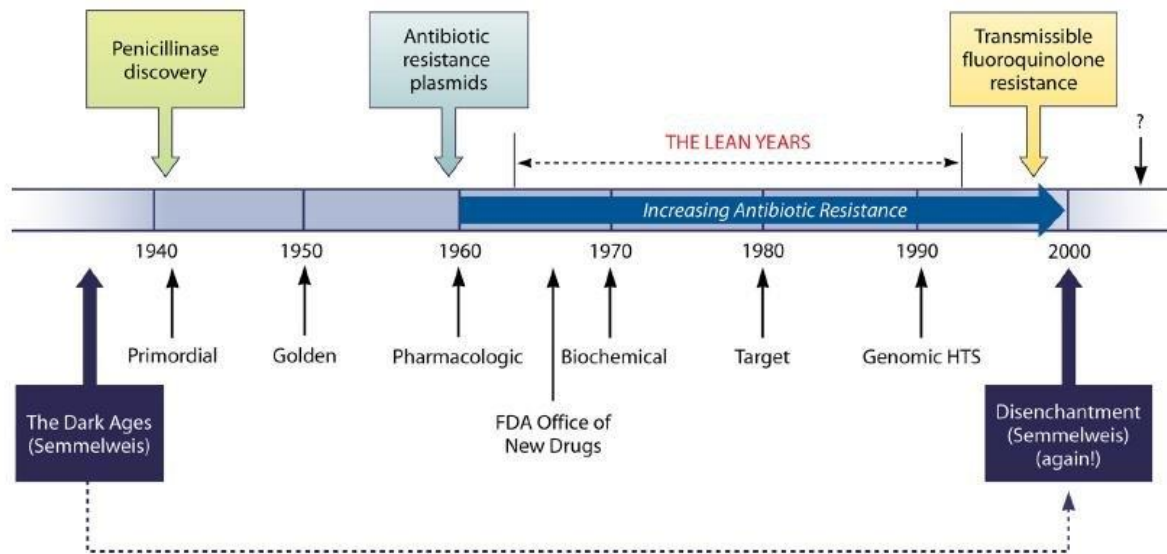 Penicillinase
discovery
Antibiotic
resistance
plasmids
Transmissible
fluoroquinolone
resistance
THE LEAN YEARS
?
Increasing Antibiotic Resistance
1940
1950
1960
1970
1980
1990
2000
Primordial
Golden
Pharmacologic
Biochemical
Target
Genomic HTS
The Dark Ages
(Semmelweis)
FDA Office of
New Drugs
Disenchantment
(Semmelweis)
(again!)